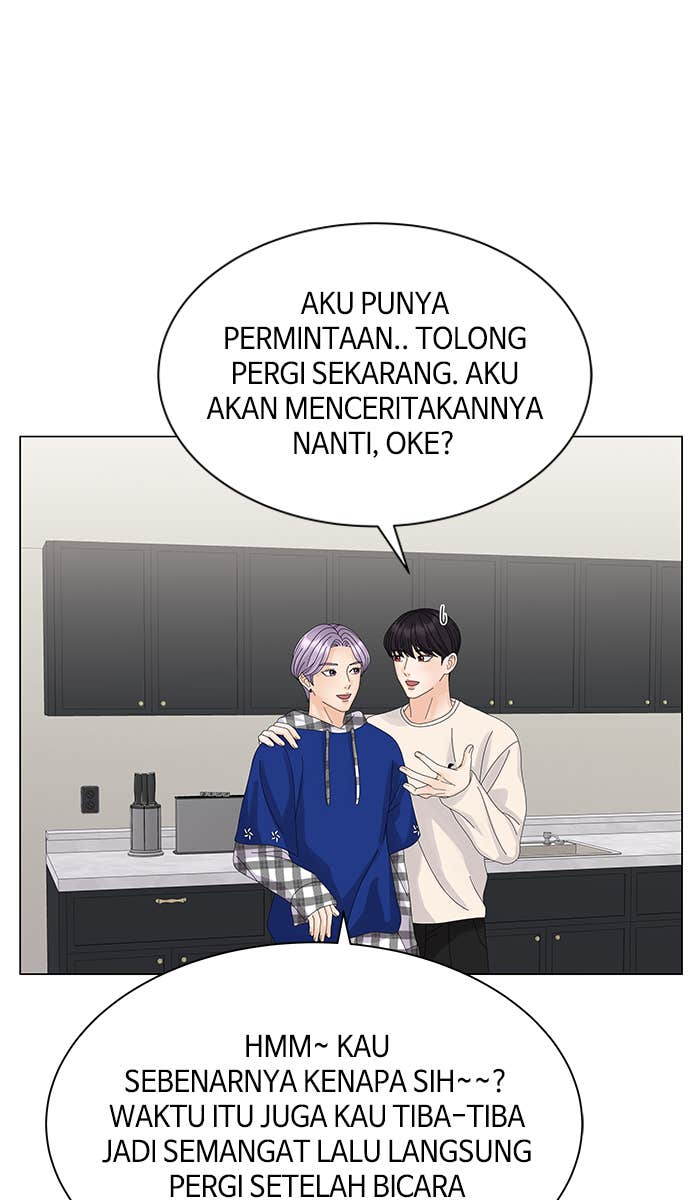 AKU PUNYA
PERMINTAAN.. TOLONG
PERGI SEKARANG. AKU
AKAN MENCERITAKANNYA
NANTI, OKE?
HMM~ KAU
SEBENARNYA KENAPA SIH~~?
WAKTU ITU JUGA KAU TIBA-TIBA
JADI SEMANGAT LALU LANGSUNG
PERGI SETELAH BICARA